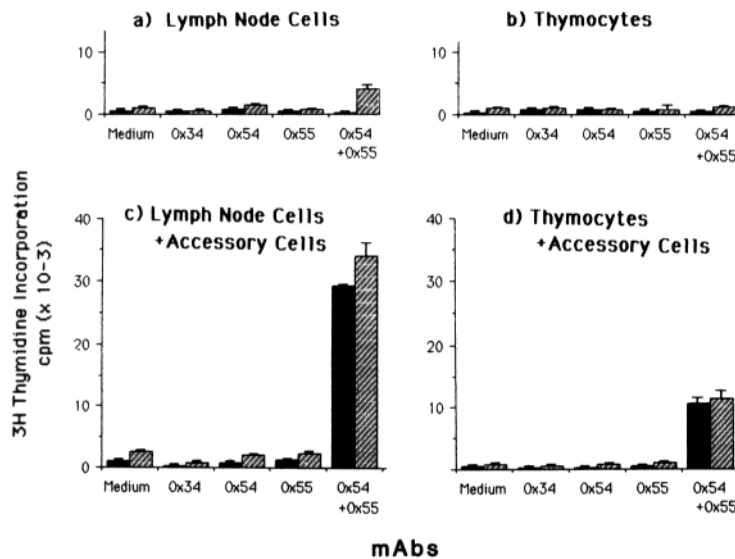 a) Lymph Node Cells
10
0
Medium 0x34 0x54 0x55 0x54
+0x55
b) Thymocytes
10
0
Medium 0x34 0x54 0x55 0x54
+0x55
3H Thymidine Incorporation
cpm (x 10-3)
c) Lymph Node Cells
+Accessory Cells
40
30
20
10
0
Medium 0x34 0x54 0x55 0x54
+0x55
d) Thymocytes
+Accessory Cells
40
30
20
10
Medium 0x34 0x54 0x55 0x54
+0x55
mAbs